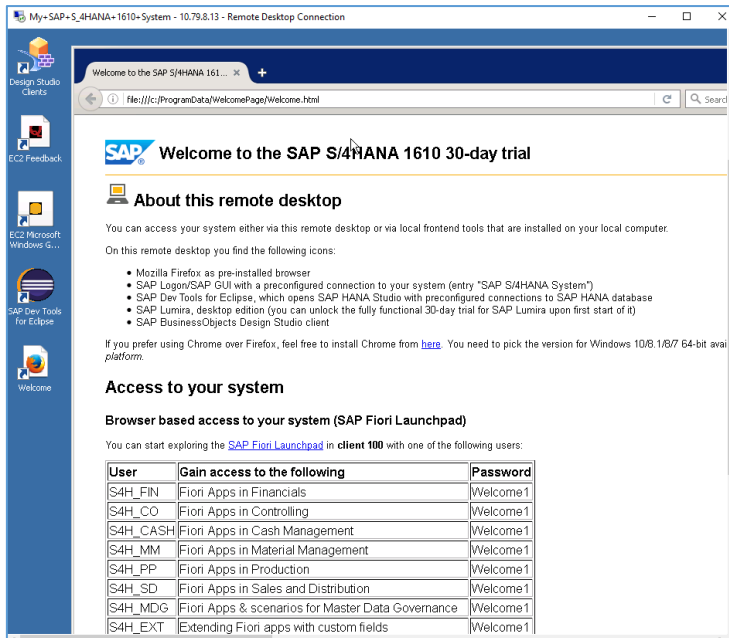 My+SAP+S_4HANA+1610+System - 10.79.8.13 - Remote Desktop Connection
Design Studio
Clients
EC2 Feedback
EC2 Microsoft
Windows G...
SAP Dev Tools
for Eclipse
Welcome
Welcome to the SAP S/4HANA 161...
file:///c:/ProgramData/WelcomePage/Welcome.html
Searc
SAP Welcome to the SAP S/4HANA 1610 30-day trial
About this remote desktop
You can access your system either via this remote desktop or via local frontend tools that are installed on your local computer.
On this remote desktop you find the following icons:
Mozilla Firefox as pre-installed browser
SAP Logon/SAP GUI with a preconfigured connection to your system (entry "SAP S/4HANA System")
SAP Dev Tools for Eclipse, which opens SAP HANA Studio with preconfigured connections to SAP HANA database
SAP Lumira, desktop edition (you can unlock the fully functional 30-day trial for SAP Lumira upon first start of it)
SAP BusinessObjects Design Studio client
If you prefer using Chrome over Firefox, feel free to install Chrome from here. You need to pick the version for Windows 10/8.1/8/7 64-bit avai
platform.
Access to your system
Browser based access to your system (SAP Fiori Launchpad)
You can start exploring the SAP Fiori Launchpad in client 100 with one of the following users:
User Gain access to the following Password
S4H_FIN Fiori Apps in Financials Welcome1
S4H_CO Fiori Apps in Controlling Welcome1
S4H_CASH Fiori Apps in Cash Management Welcome1
S4H_MM Fiori Apps in Material Management Welcome1
S4H_PP Fiori Apps in Production Welcome1
S4H_SD Fiori Apps in Sales and Distribution Welcome1
S4H_MDG Fiori Apps & scenarios for Master Data Governance Welcome1
S4H_EXT Extending Fiori apps with custom fields Welcome1